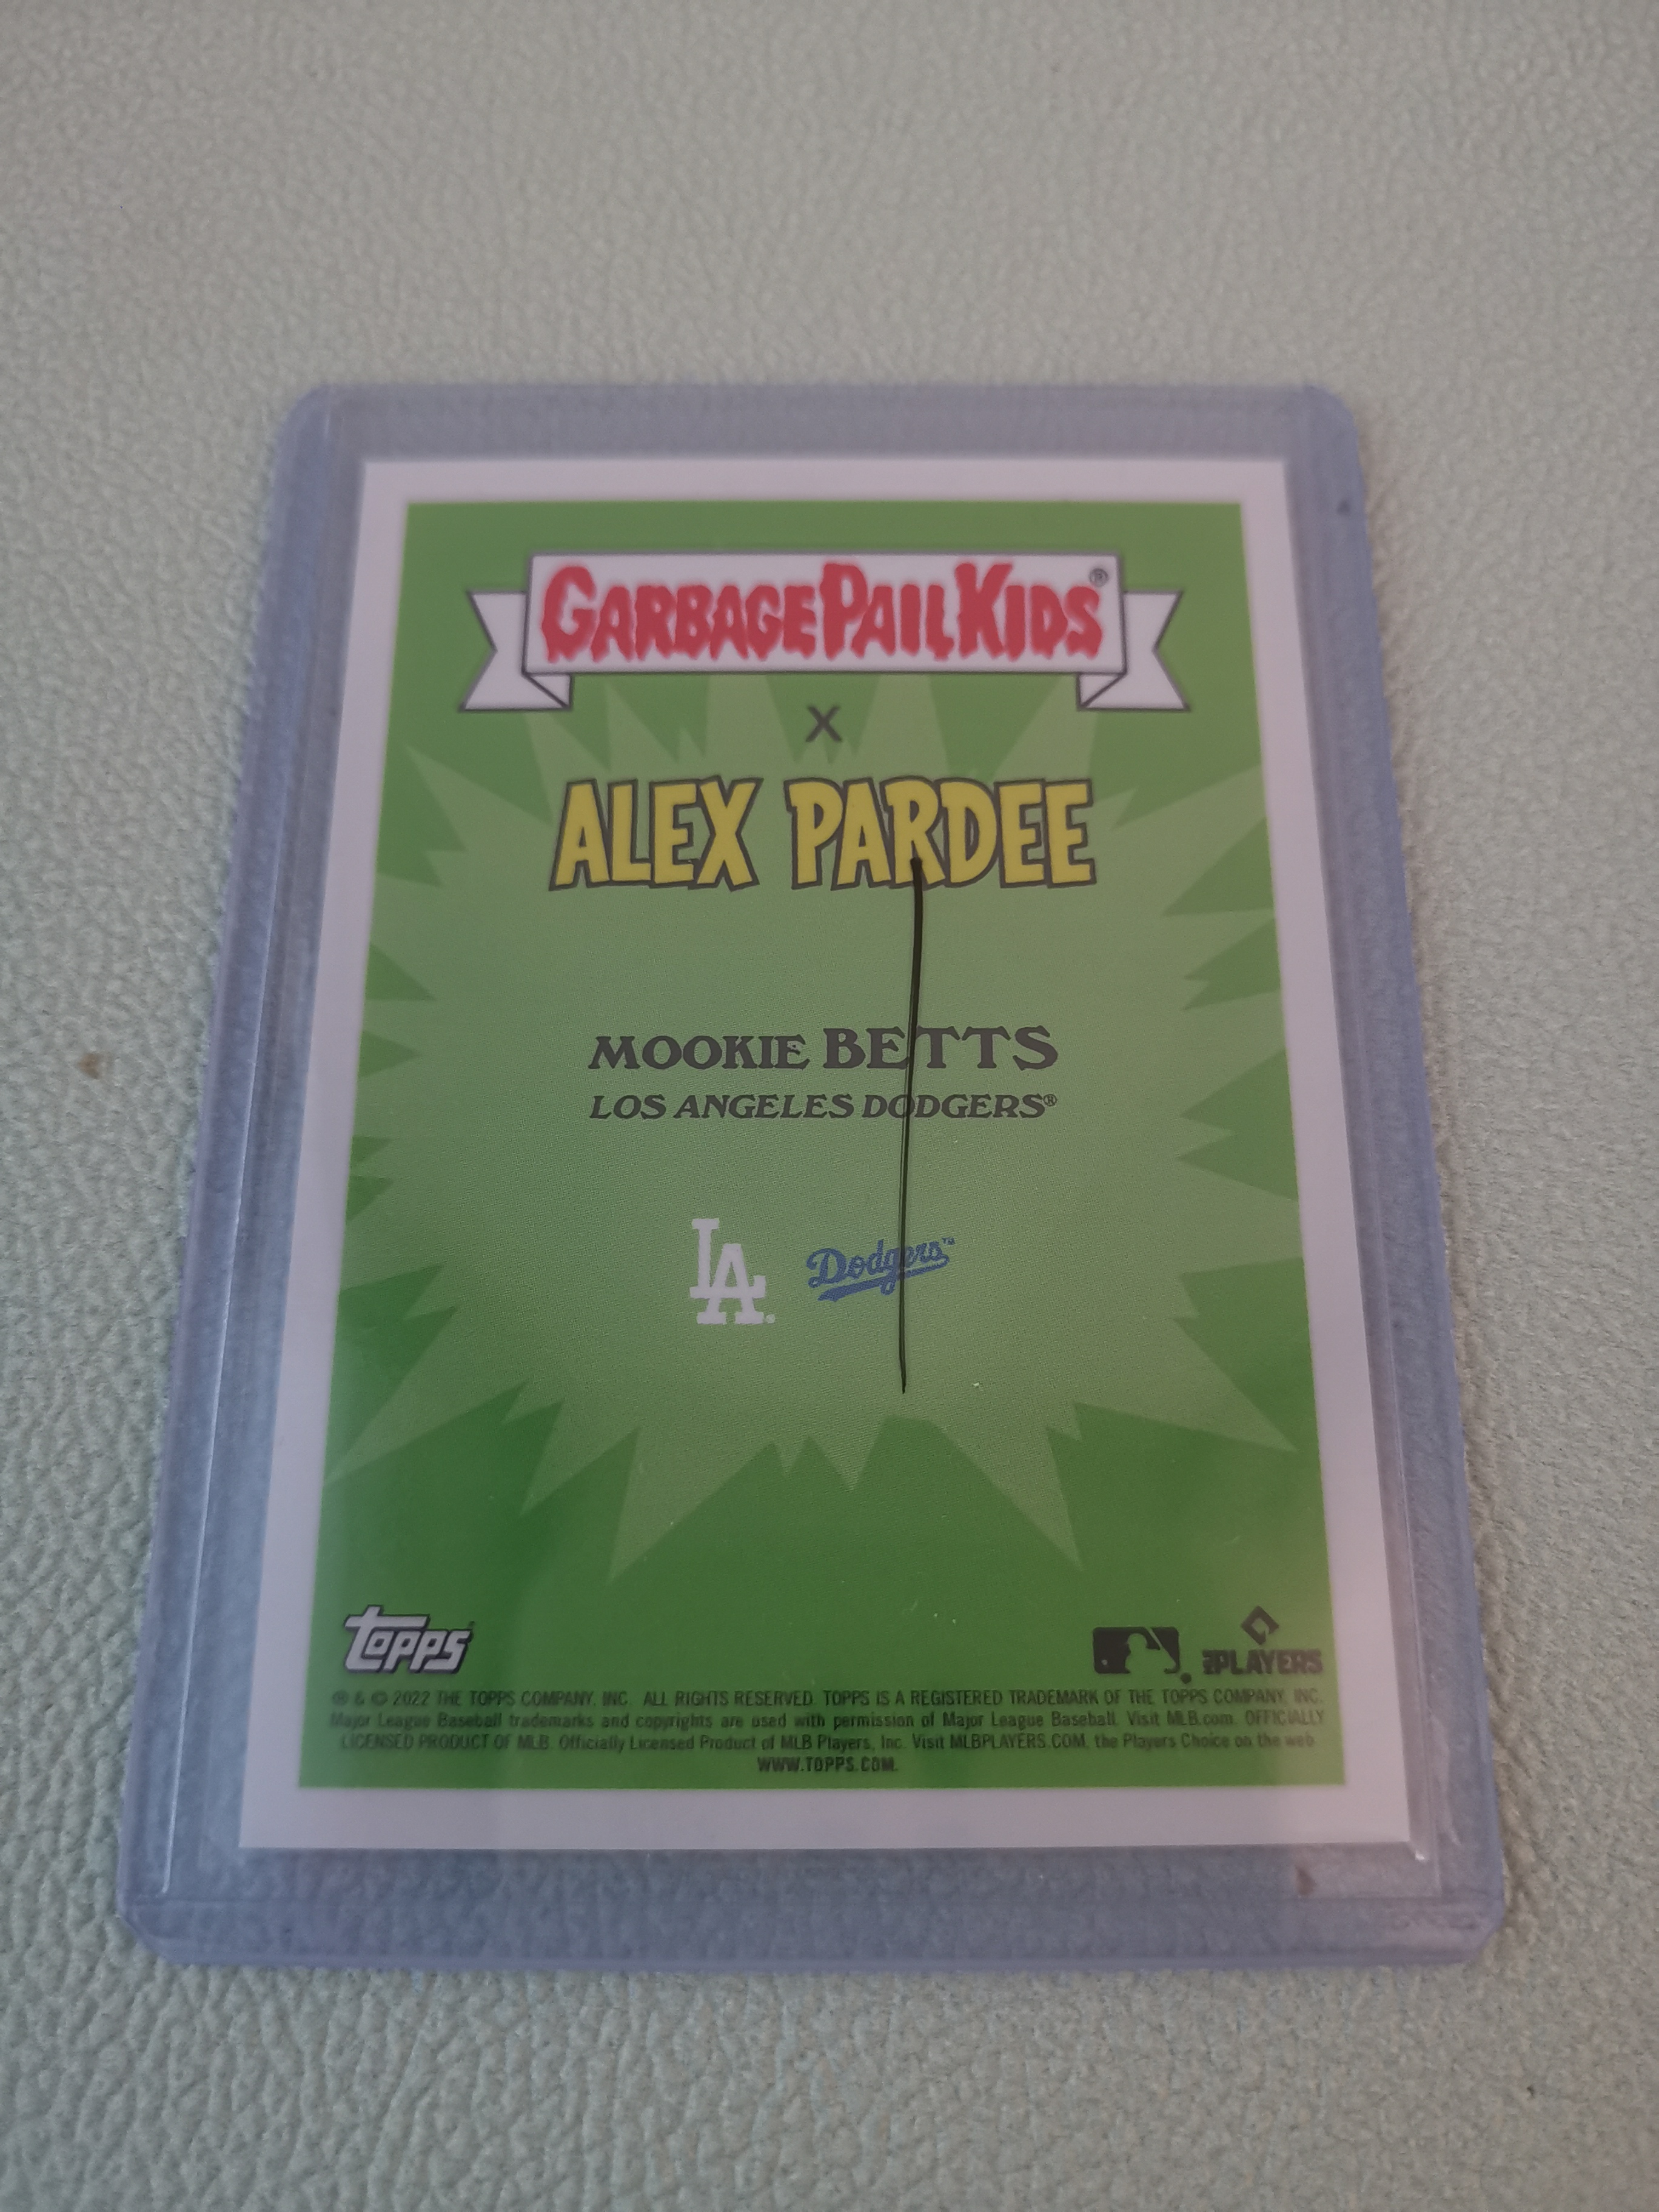 GARBAGE PAIL KIDS®
X
ALEX PARDEE
MOOKIE BETTS
LOS ANGELES DODGERS®
LA
Dodgers™
topps
PLAYERS
® & © 2022 THE TOPPS COMPANY, INC. ALL RIGHTS RESERVED. TOPPS IS A REGISTERED TRADEMARK OF THE TOPPS COMPANY, INC.
Major League Baseball trademarks and copyrights are used with permission of Major League Baseball. Visit MLB.com. OFFICIALLY
LICENSED PRODUCT OF MLB. Officially Licensed Product of MLB Players, Inc. Visit MLBPLAYERS.COM, the Players Choice on the web.
WWW.TOPPS.COM.